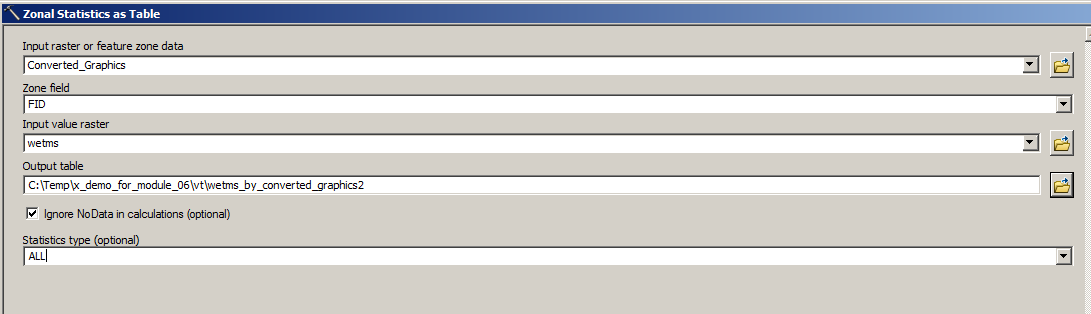 Zonal Statistics as Table
Input raster or feature zone data
Converted_Graphics
Zone field
FID
Input value raster
wetms
Output table
C:\Temp\x_demo_for_module_06\vt\wetms_by_converted_graphics2
Ignore NoData in calculations (optional)
Statistics type (optional)
ALL